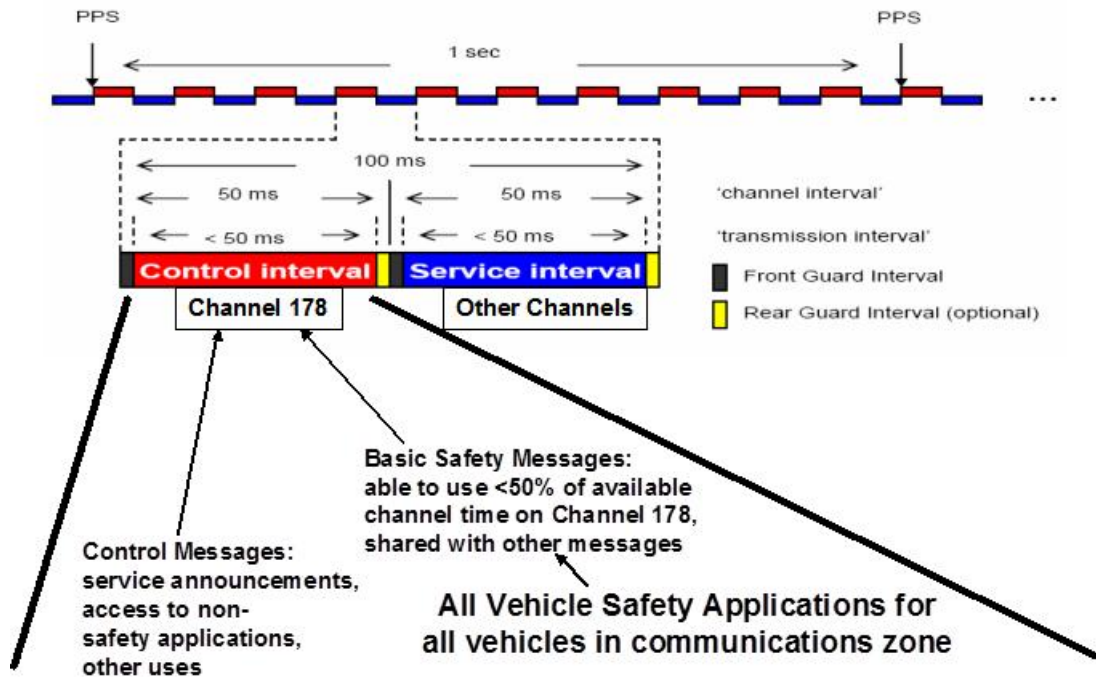 PPS
PPS
1 sec
...
100 ms
50 ms
50 ms
'channel interval'
< 50 ms
< 50 ms
'transmission interval'
Control interval
Service interval
Front Guard Interval
Channel 178
Other Channels
Rear Guard Interval (optional)
Basic Safety Messages:
able to use <50% of available
channel time on Channel 178,
shared with other messages
Control Messages:
service announcements,
access to non-
safety applications,
other uses
All Vehicle Safety Applications for
all vehicles in communications zone